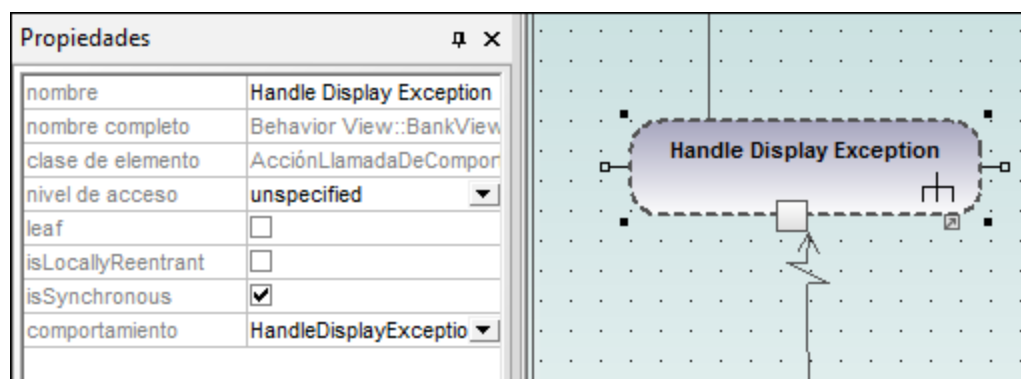 Propiedades
nombre Handle Display Exception
nombre completo Behavior View::BankView
clase de elemento AcciónLlamadaDeCompor
nivel de acceso unspecified
leaf
isLocallyReentrant
isSynchronous
comportamiento HandleDisplayExceptio
Handle Display Exception